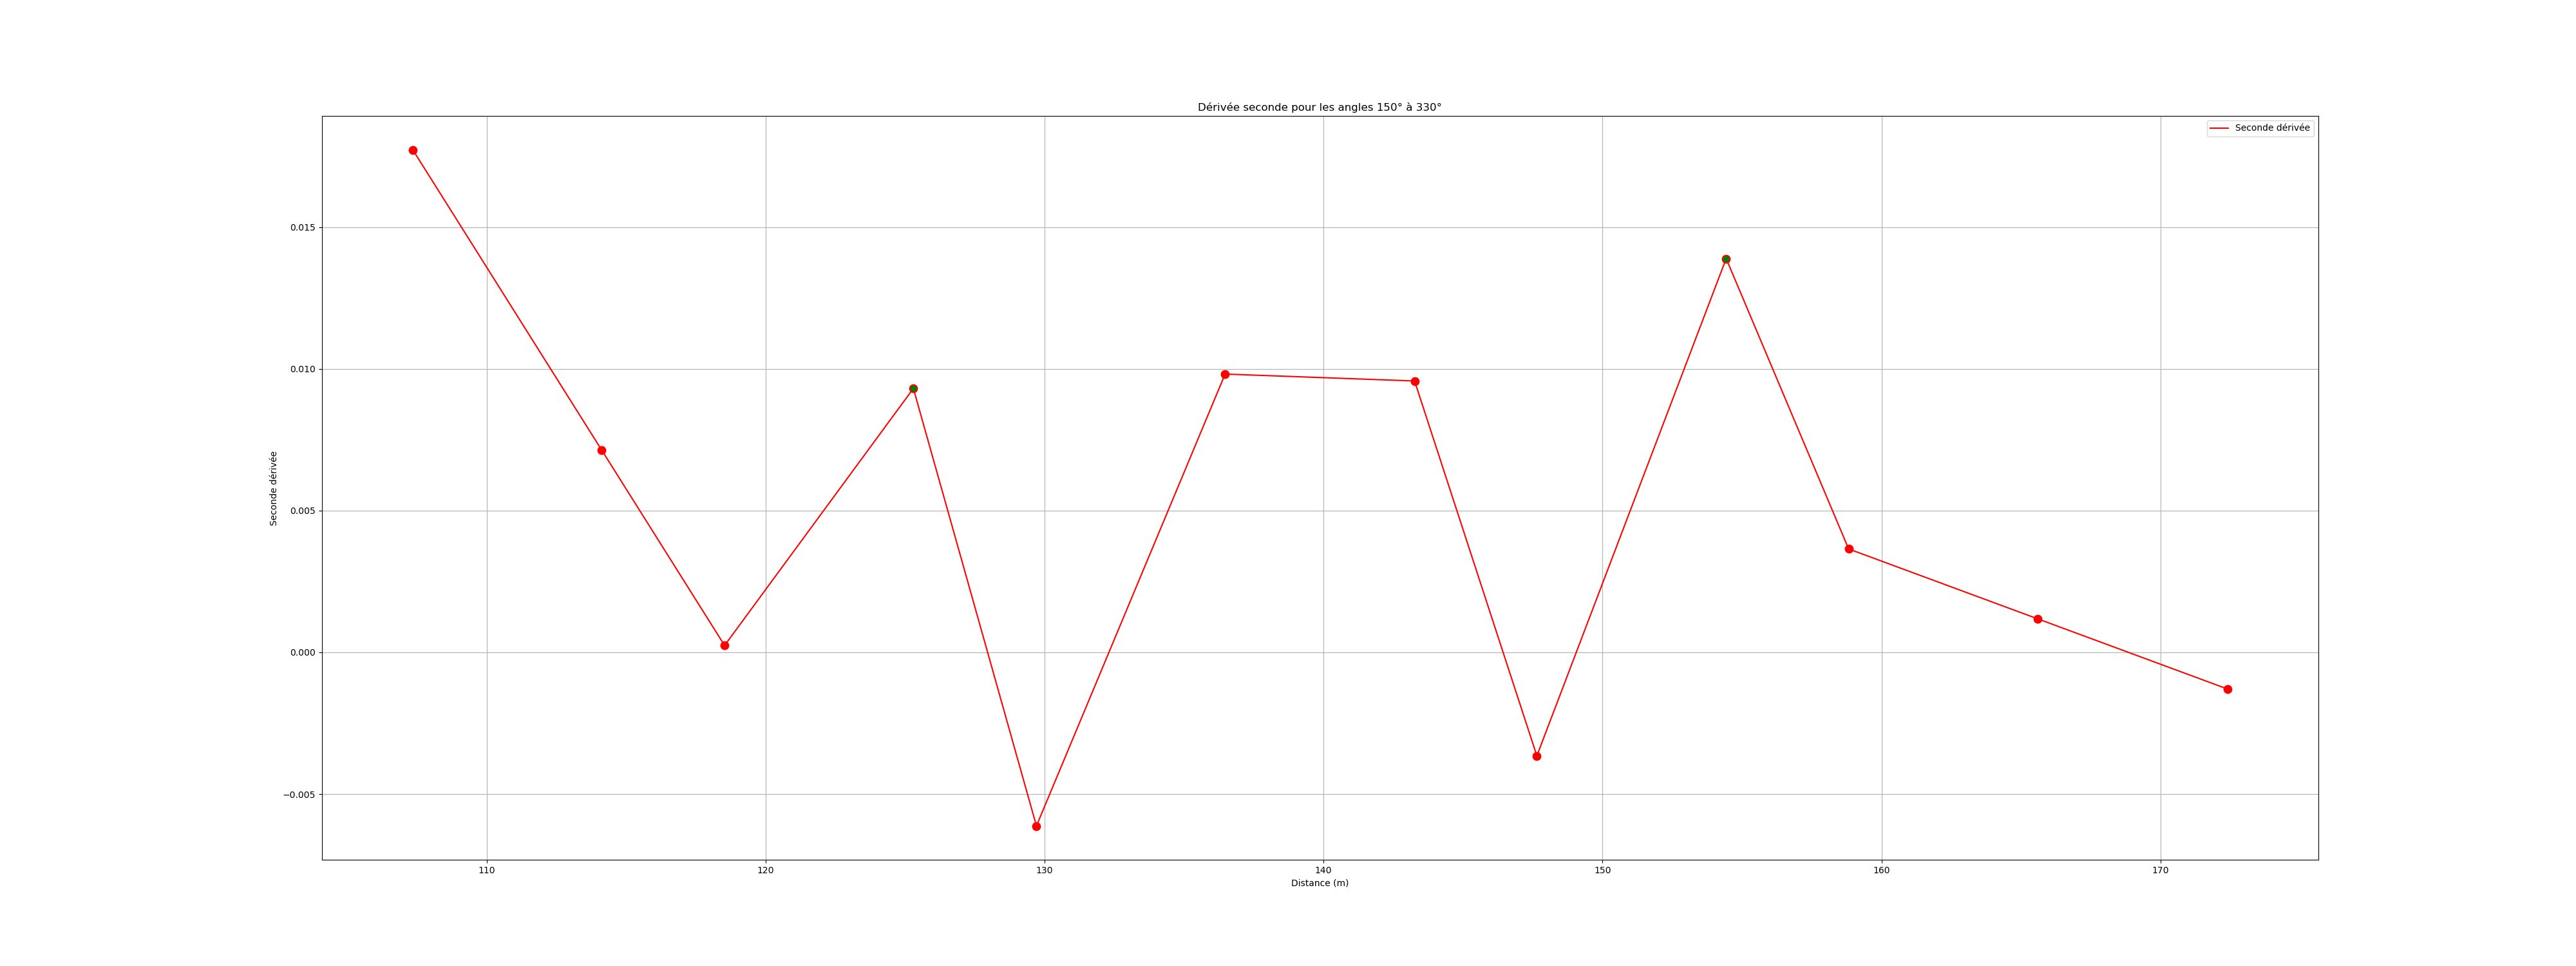 Dérivée seconde pour les angles 150° à 330°
Seconde dérivée
0.015
0.010
0.005
0.000
−0.005
Seconde dérivée
110 120 130 140 150 160 170
Distance (m)